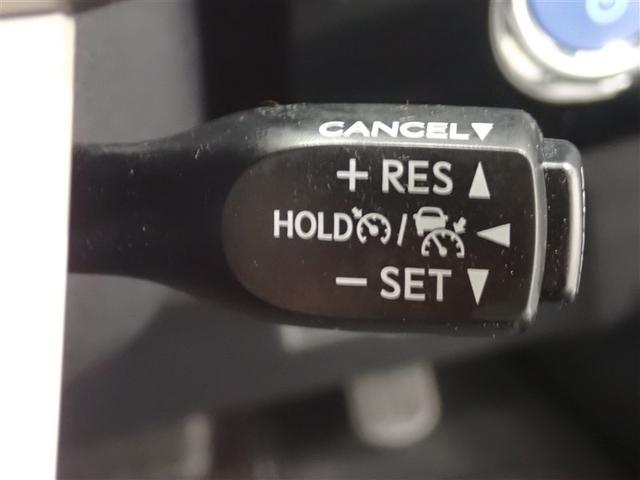 CANCEL▼
+ RES ▲
HOLD / ◀
− SET ▼